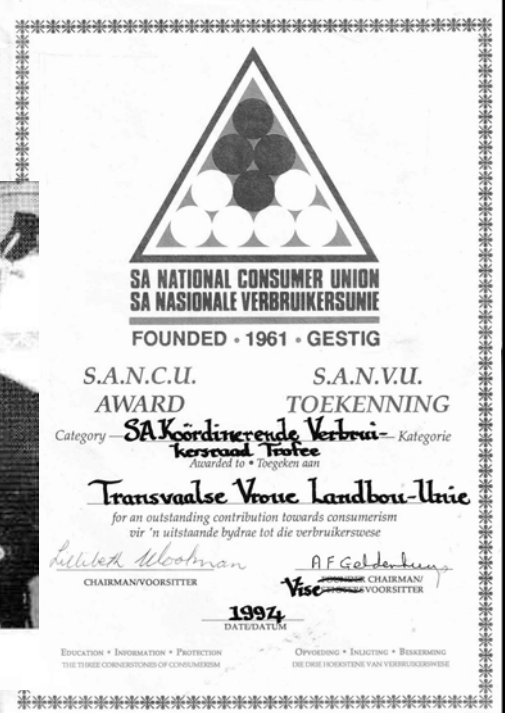 SA NATIONAL CONSUMER UNION
SA NASIONALE VERBRUIKERSUNIE
FOUNDED • 1961 • GESTIG
S.A.N.C.U. S.A.N.V.U.
AWARD TOEKENNING
Category SA Koördinerende Verbrui- Kategorie
kersraad Trofee
Awarded to • Toegeken aan
Transvaalse Vroue Landbou-Unie
for an outstanding contribution towards consumerism
vir 'n uitstaande bydrae tot die verbruikerswese
A F Geldenhuys
CHAIRMAN/VOORSITTER
CHAIRMAN/
Vise VOORSITTER
1994
DATE/DATUM
EDUCATION • INFORMATION • PROTECTION OPVOEDING • INLIGTING • BESKERMING
THE THREE CORNERSTONES OF CONSUMERISM DIE DRIE HOEKSTENE VAN VERBRUIKERSWESE